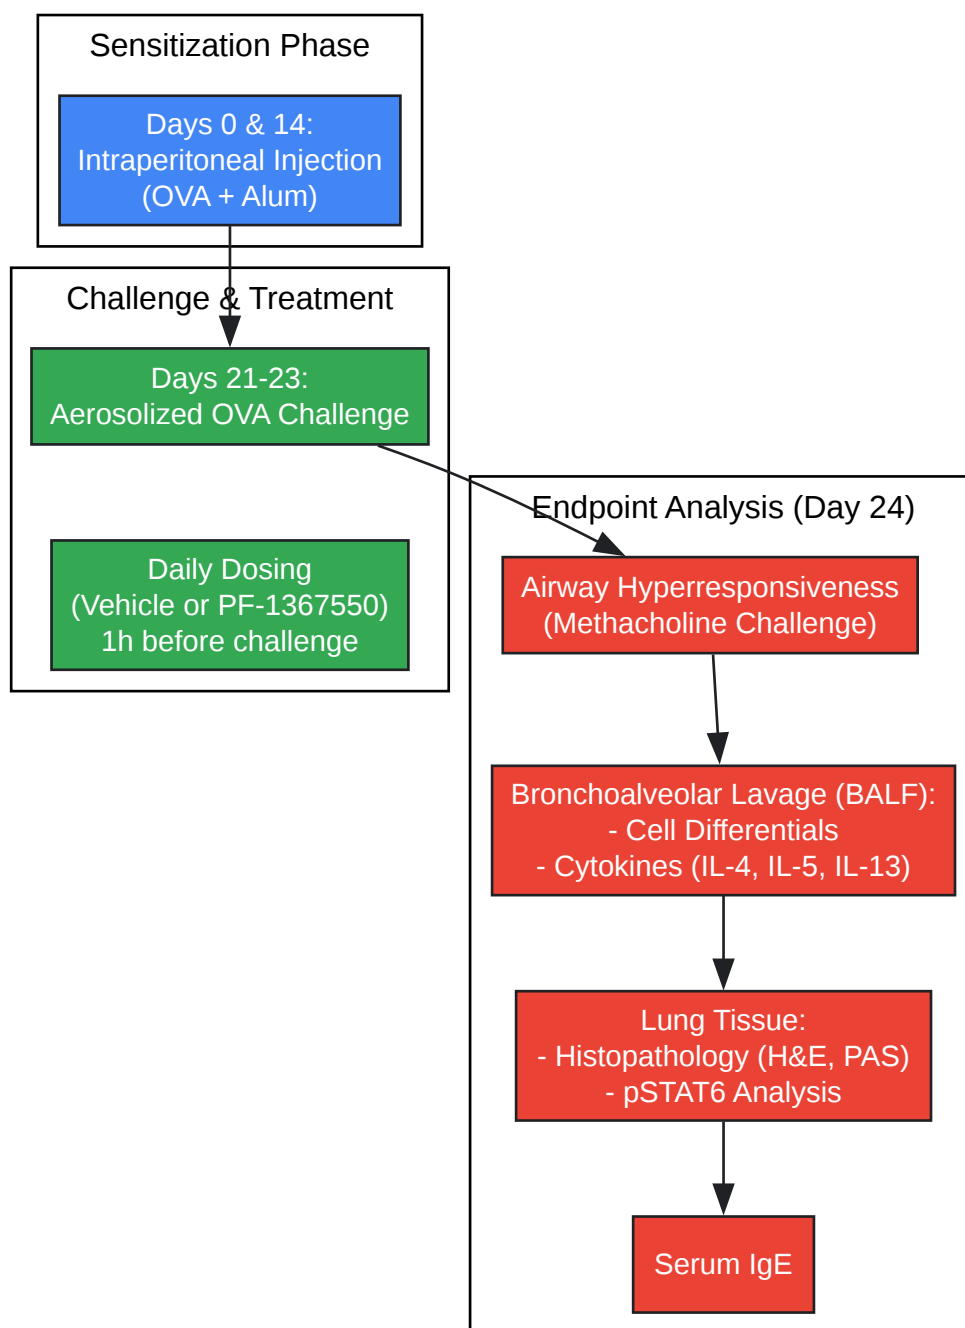 Sensitization Phase
Days 0 & 14:
Intraperitoneal Injection
(OVA + Alum)
Challenge & Treatment
Days 21-23:
Aerosolized OVA Challenge
Daily Dosing
(Vehicle or PF-1367550)
1h before challenge
Endpoint Analysis (Day 24)
Airway Hyperresponsiveness
(Methacholine Challenge)
Bronchoalveolar Lavage (BALF):
- Cell Differentials
- Cytokines (IL-4, IL-5, IL-13)
Lung Tissue:
- Histopathology (H&E, PAS)
- pSTAT6 Analysis
Serum IgE